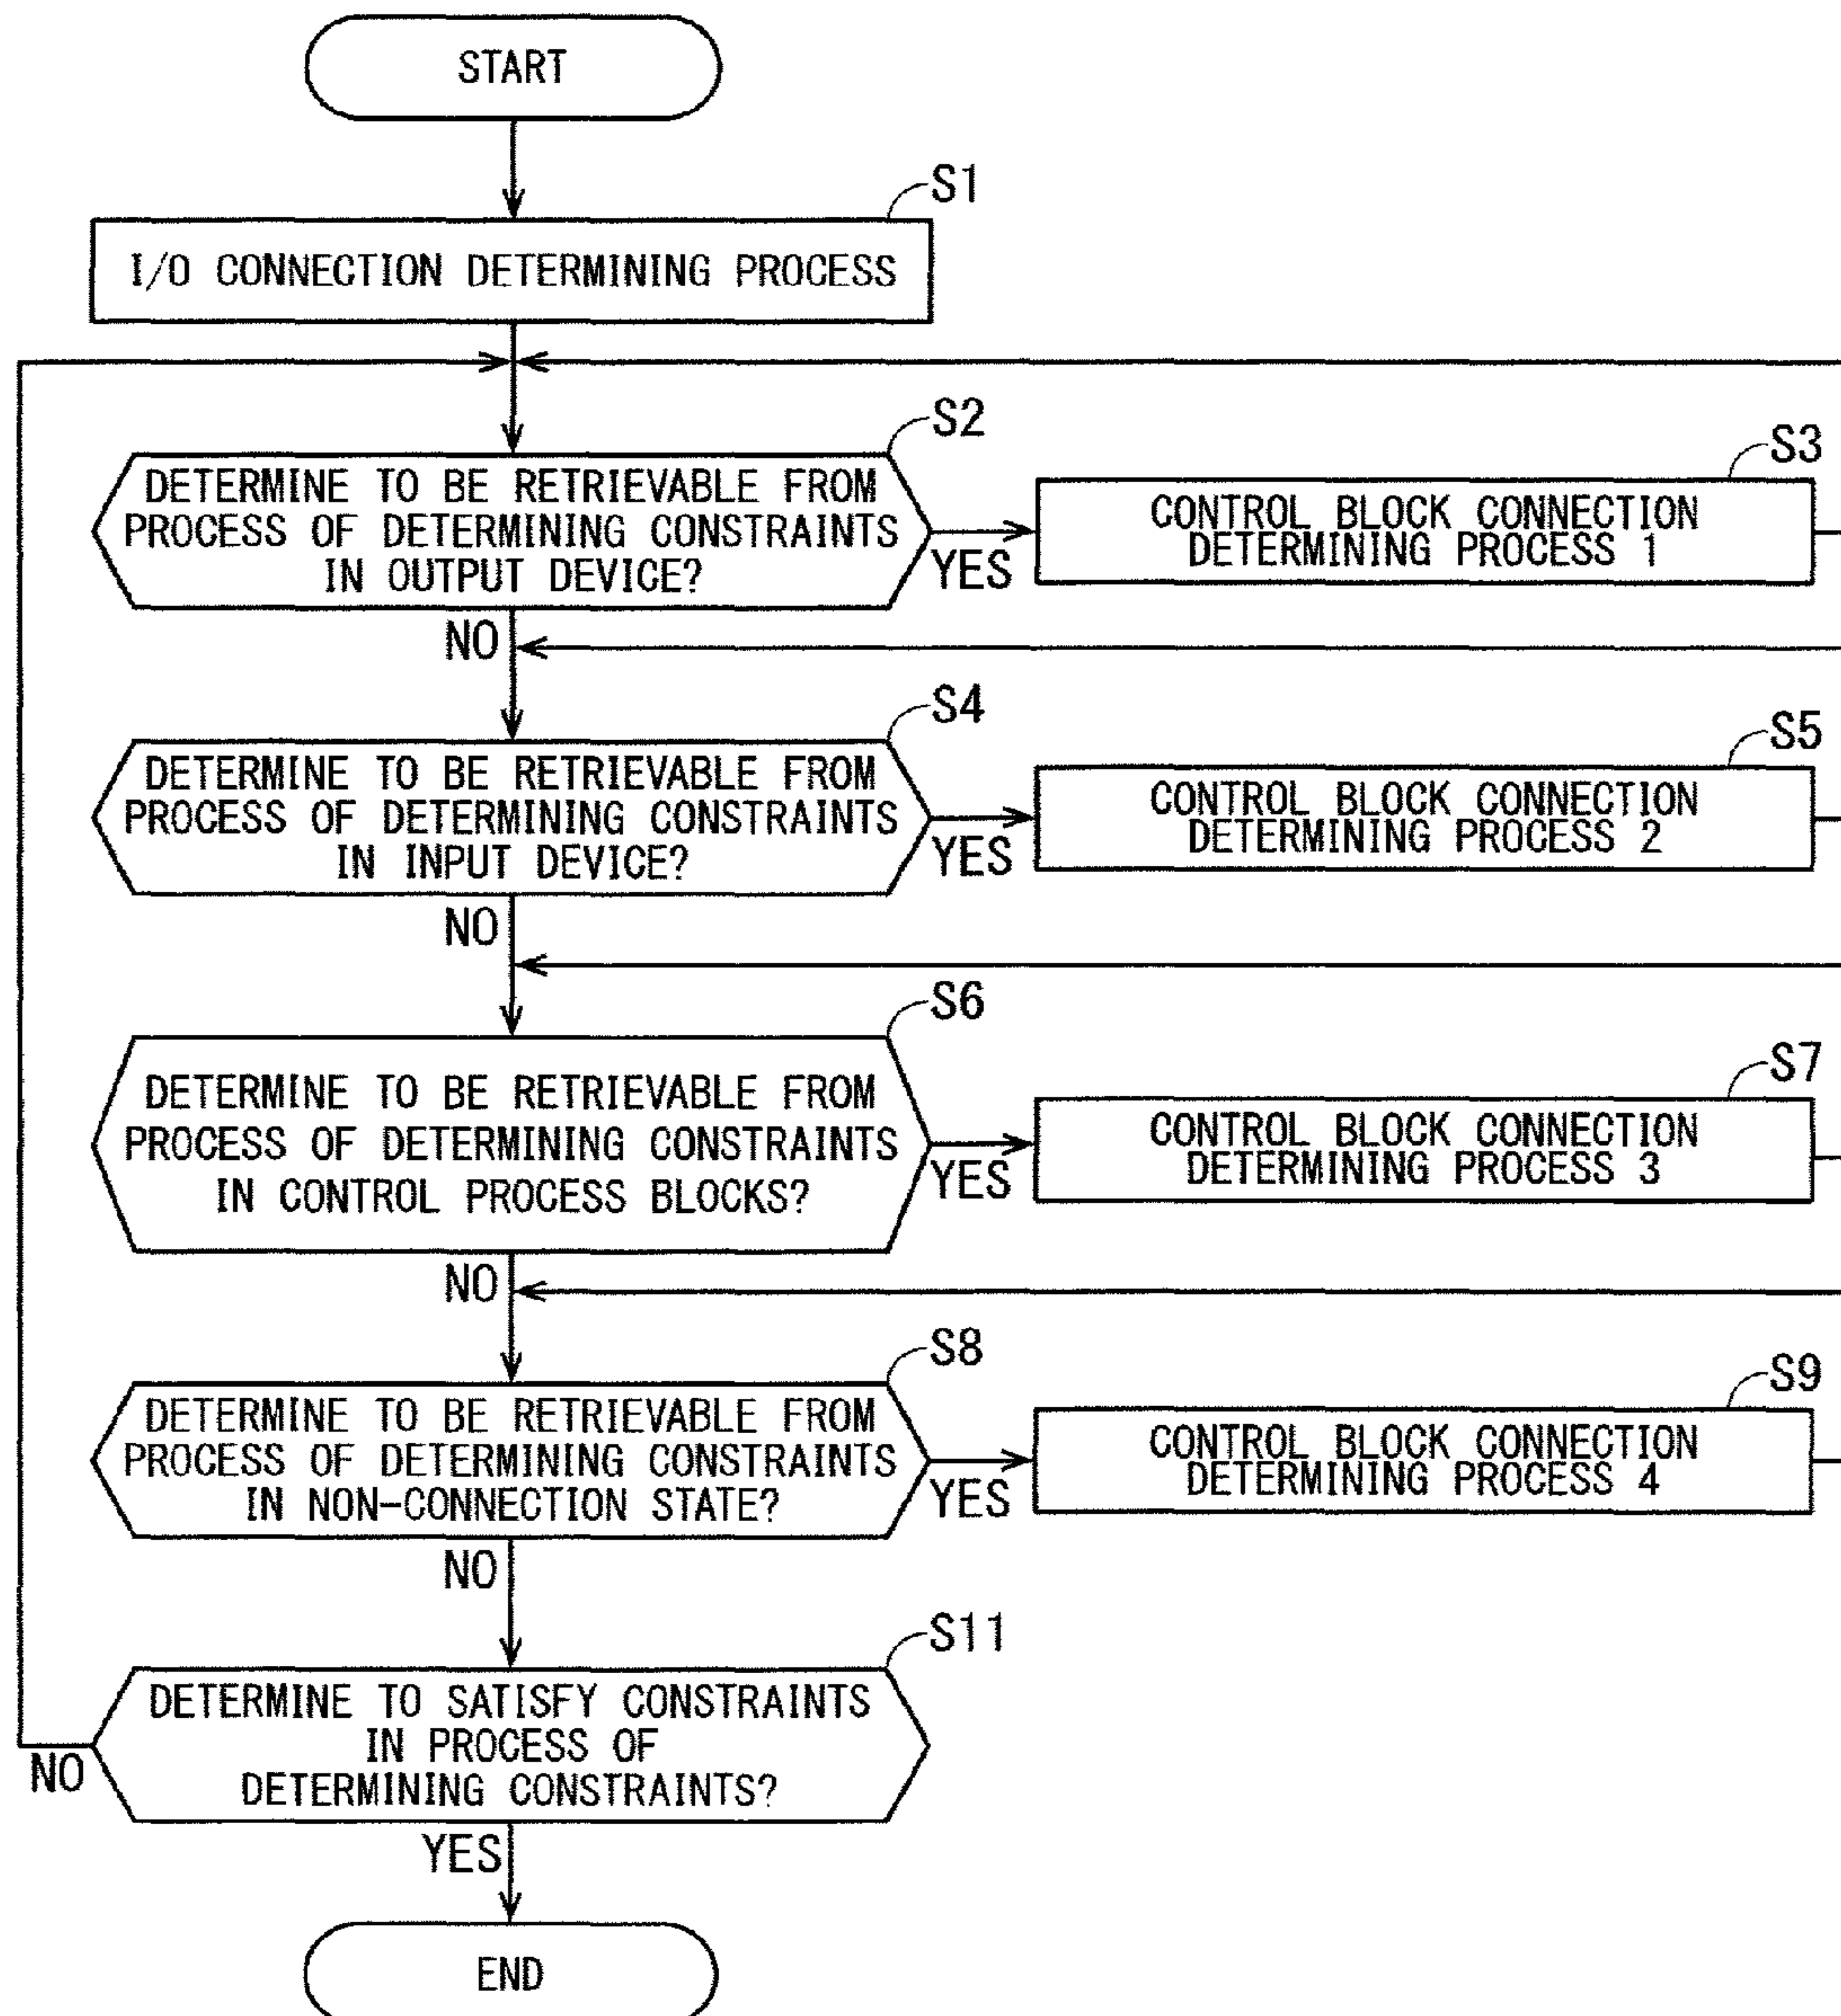 START
S1
I/O CONNECTION DETERMINING PROCESS
S2
DETERMINE TO BE RETRIEVABLE FROM
PROCESS OF DETERMINING CONSTRAINTS
IN OUTPUT DEVICE?
YES
S3
CONTROL BLOCK CONNECTION
DETERMINING PROCESS 1
NO
S4
DETERMINE TO BE RETRIEVABLE FROM
PROCESS OF DETERMINING CONSTRAINTS
IN INPUT DEVICE?
YES
S5
CONTROL BLOCK CONNECTION
DETERMINING PROCESS 2
NO
S6
DETERMINE TO BE RETRIEVABLE FROM
PROCESS OF DETERMINING CONSTRAINTS
IN CONTROL PROCESS BLOCKS?
YES
S7
CONTROL BLOCK CONNECTION
DETERMINING PROCESS 3
NO
S8
DETERMINE TO BE RETRIEVABLE FROM
PROCESS OF DETERMINING CONSTRAINTS
IN NON-CONNECTION STATE?
YES
S9
CONTROL BLOCK CONNECTION
DETERMINING PROCESS 4
NO
S11
DETERMINE TO SATISFY CONSTRAINTS
IN PROCESS OF
DETERMINING CONSTRAINTS?
NO
YES
END